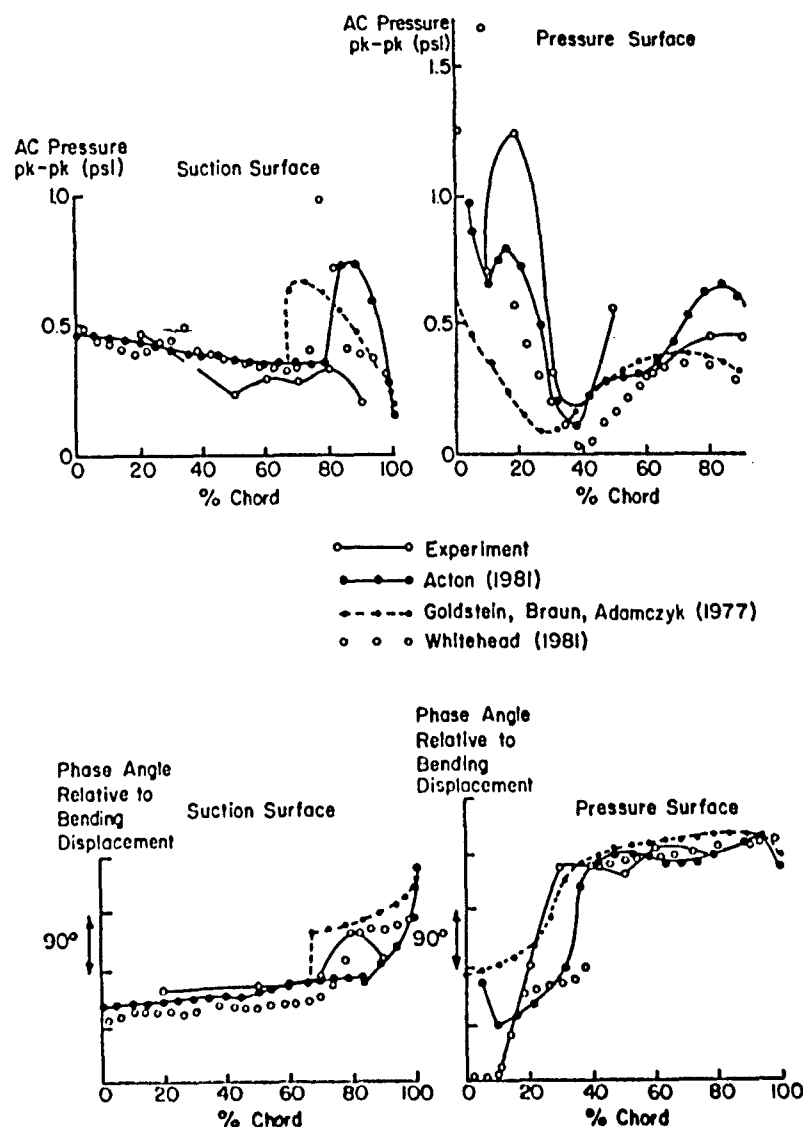 AC Pressure
pk-pk (psi)
Suction Surface
1.0
0.5
0
0 20 40 60 80 100
% Chord
AC Pressure
pk-pk (psi)
Pressure Surface
1.5
1.0
0.5
0
0 20 40 60 80
% Chord
Experiment
Acton (1981)
Goldstein, Braun, Adamczyk (1977)
Whitehead (1981)
Phase Angle
Relative to
Bending
Displacement
Suction Surface
90°
0 20 40 60 80 100
% Chord
Phase Angle
Relative to
Bending
Displacement
Pressure Surface
90°
0 20 40 60 80 100
% Chord